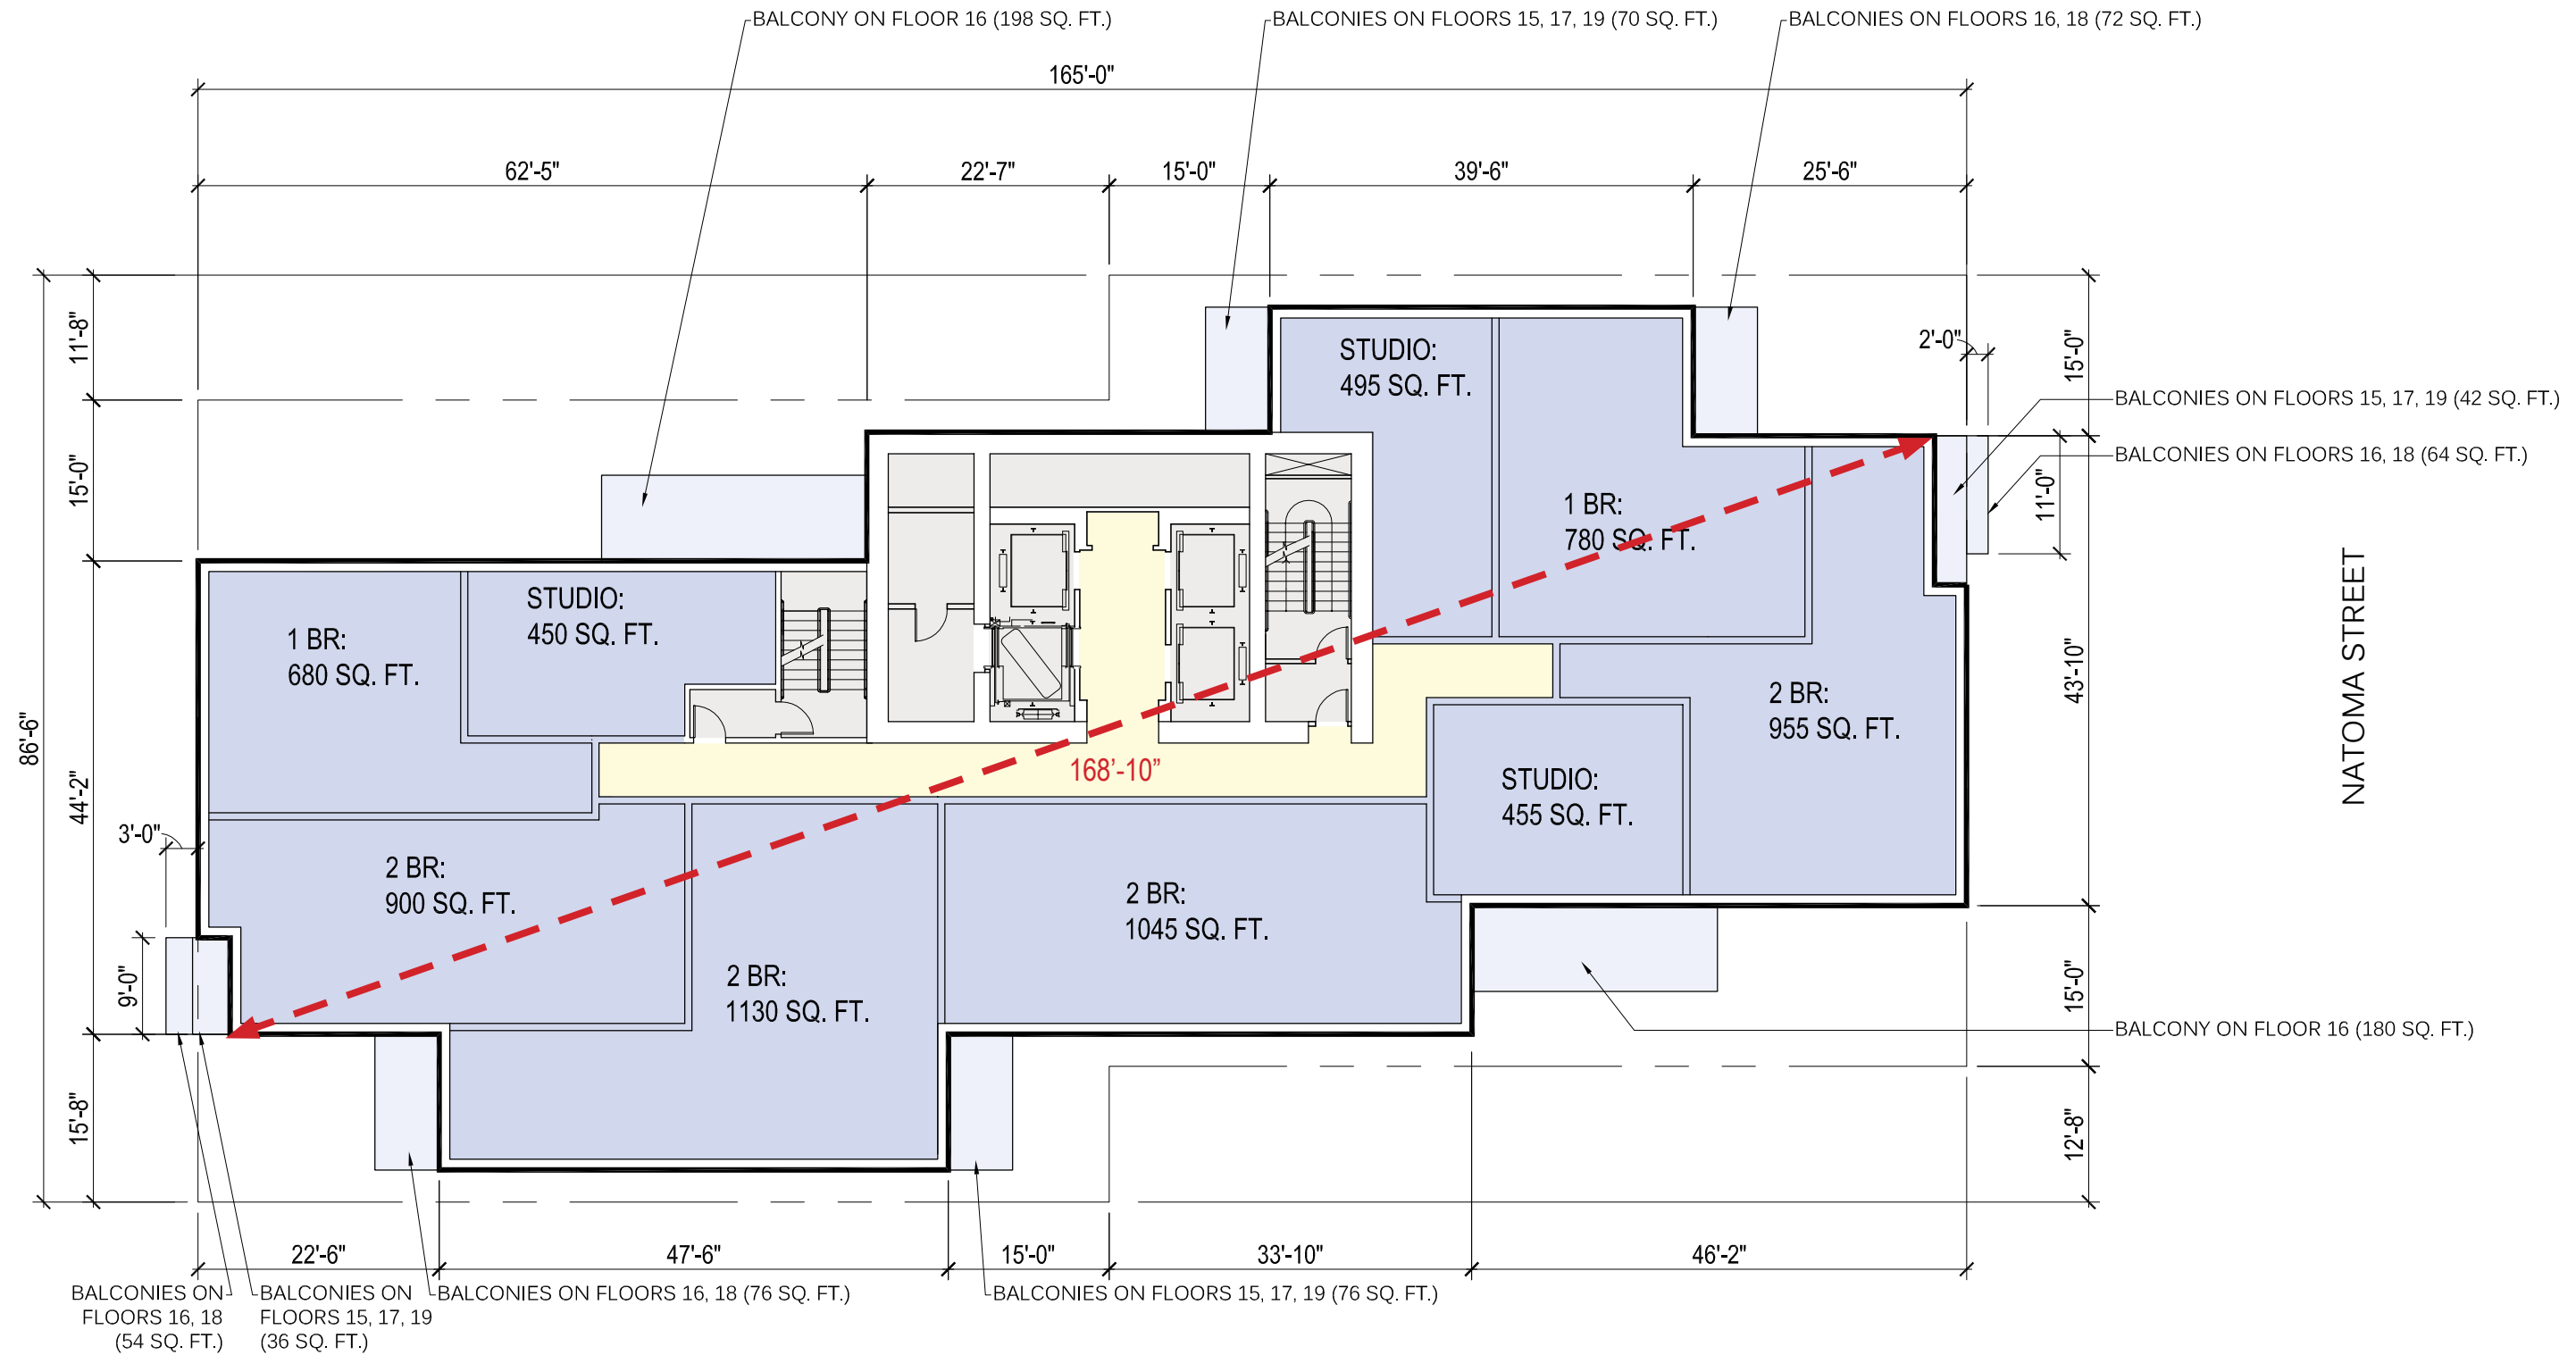 BALCONY ON FLOOR 16 (198 SQ. FT.)
BALCONIES ON FLOORS 15, 17, 19 (70 SQ. FT.)
BALCONIES ON FLOORS 16, 18 (72 SQ. FT.)
165'-0"
62'-5"
22'-7"
15'-0"
39'-6"
25'-6"
11'-8"
15'-0"
86'-6"
44'-2"
15'-8"
3'-0"
9'-0"
2'-0"
15'-0"
BALCONIES ON FLOORS 15, 17, 19 (42 SQ. FT.)
BALCONIES ON FLOORS 16, 18 (64 SQ. FT.)
11'-0"
43'-10"
15'-0"
12'-8"
NATOMA STREET
STUDIO:
495 SQ. FT.
1 BR:
780 SQ. FT.
STUDIO:
450 SQ. FT.
1 BR:
680 SQ. FT.
2 BR:
955 SQ. FT.
168’-10”
STUDIO:
455 SQ. FT.
2 BR:
900 SQ. FT.
2 BR:
1045 SQ. FT.
2 BR:
1130 SQ. FT.
BALCONY ON FLOOR 16 (180 SQ. FT.)
22'-6"
47'-6"
15'-0"
33'-10"
46'-2"
BALCONIES ON
FLOORS 16, 18
(54 SQ. FT.)
BALCONIES ON
FLOORS 15, 17, 19
(36 SQ. FT.)
BALCONIES ON FLOORS 16, 18 (76 SQ. FT.)
BALCONIES ON FLOORS 15, 17, 19 (76 SQ. FT.)